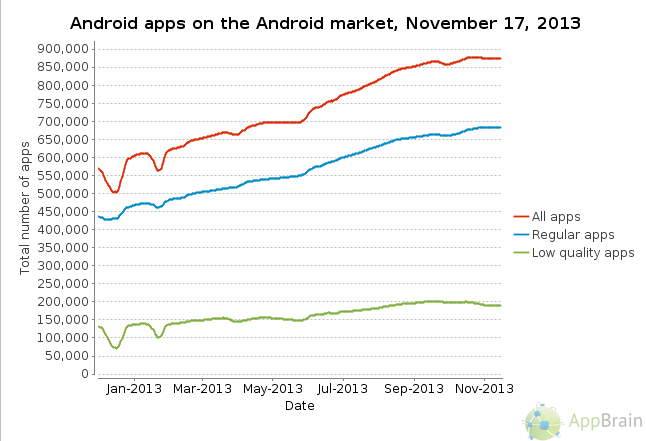 Android apps on the Android market, November 17, 2013
900,000
850,000
800,000
750,000
700,000
650,000
600,000
550,000
500,000
450,000
400,000
350,000
300,000
250,000
200,000
150,000
100,000
50,000
0
Total number of apps
Jan-2013 Mar-2013 May-2013 Jul-2013 Sep-2013 Nov-2013
Date
All apps
Regular apps
Low quality apps
AppBrain